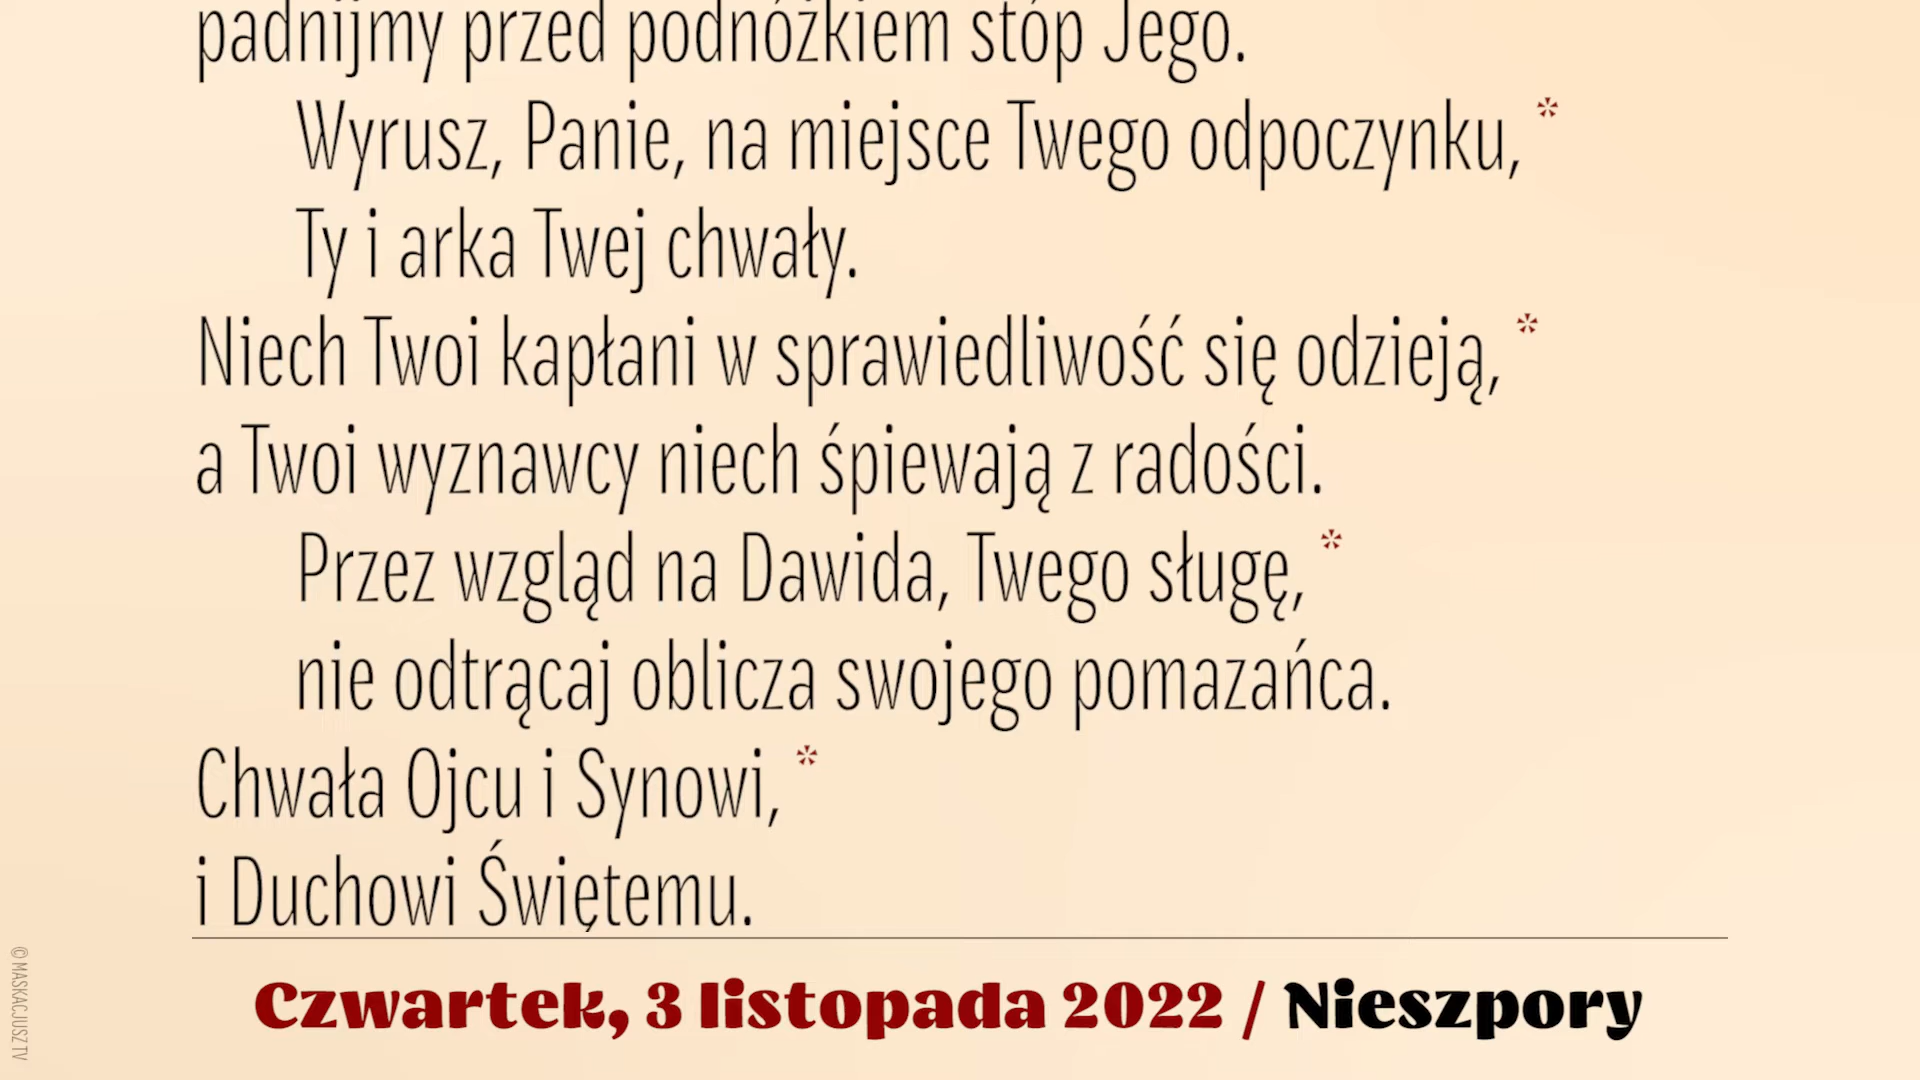 padnijmy przed podnóżkiem stóp Jego.
Wyrusz, Panie, na miejsce Twego odpoczynku, *
Ty i arka Twej chwały.
Niech Twoi kapłani w sprawiedliwość się odzieją, *
a Twoi wyznawcy niech śpiewają z radości.
Przez wzgląd na Dawida, Twego sługę, *
nie odtrącaj oblicza swojego pomazańca.
Chwała Ojcu i Synowi, *
i Duchowi Świętemu.
Czwartek, 3 listopada 2022 / Nieszpory
© MASKACJUSZ TV